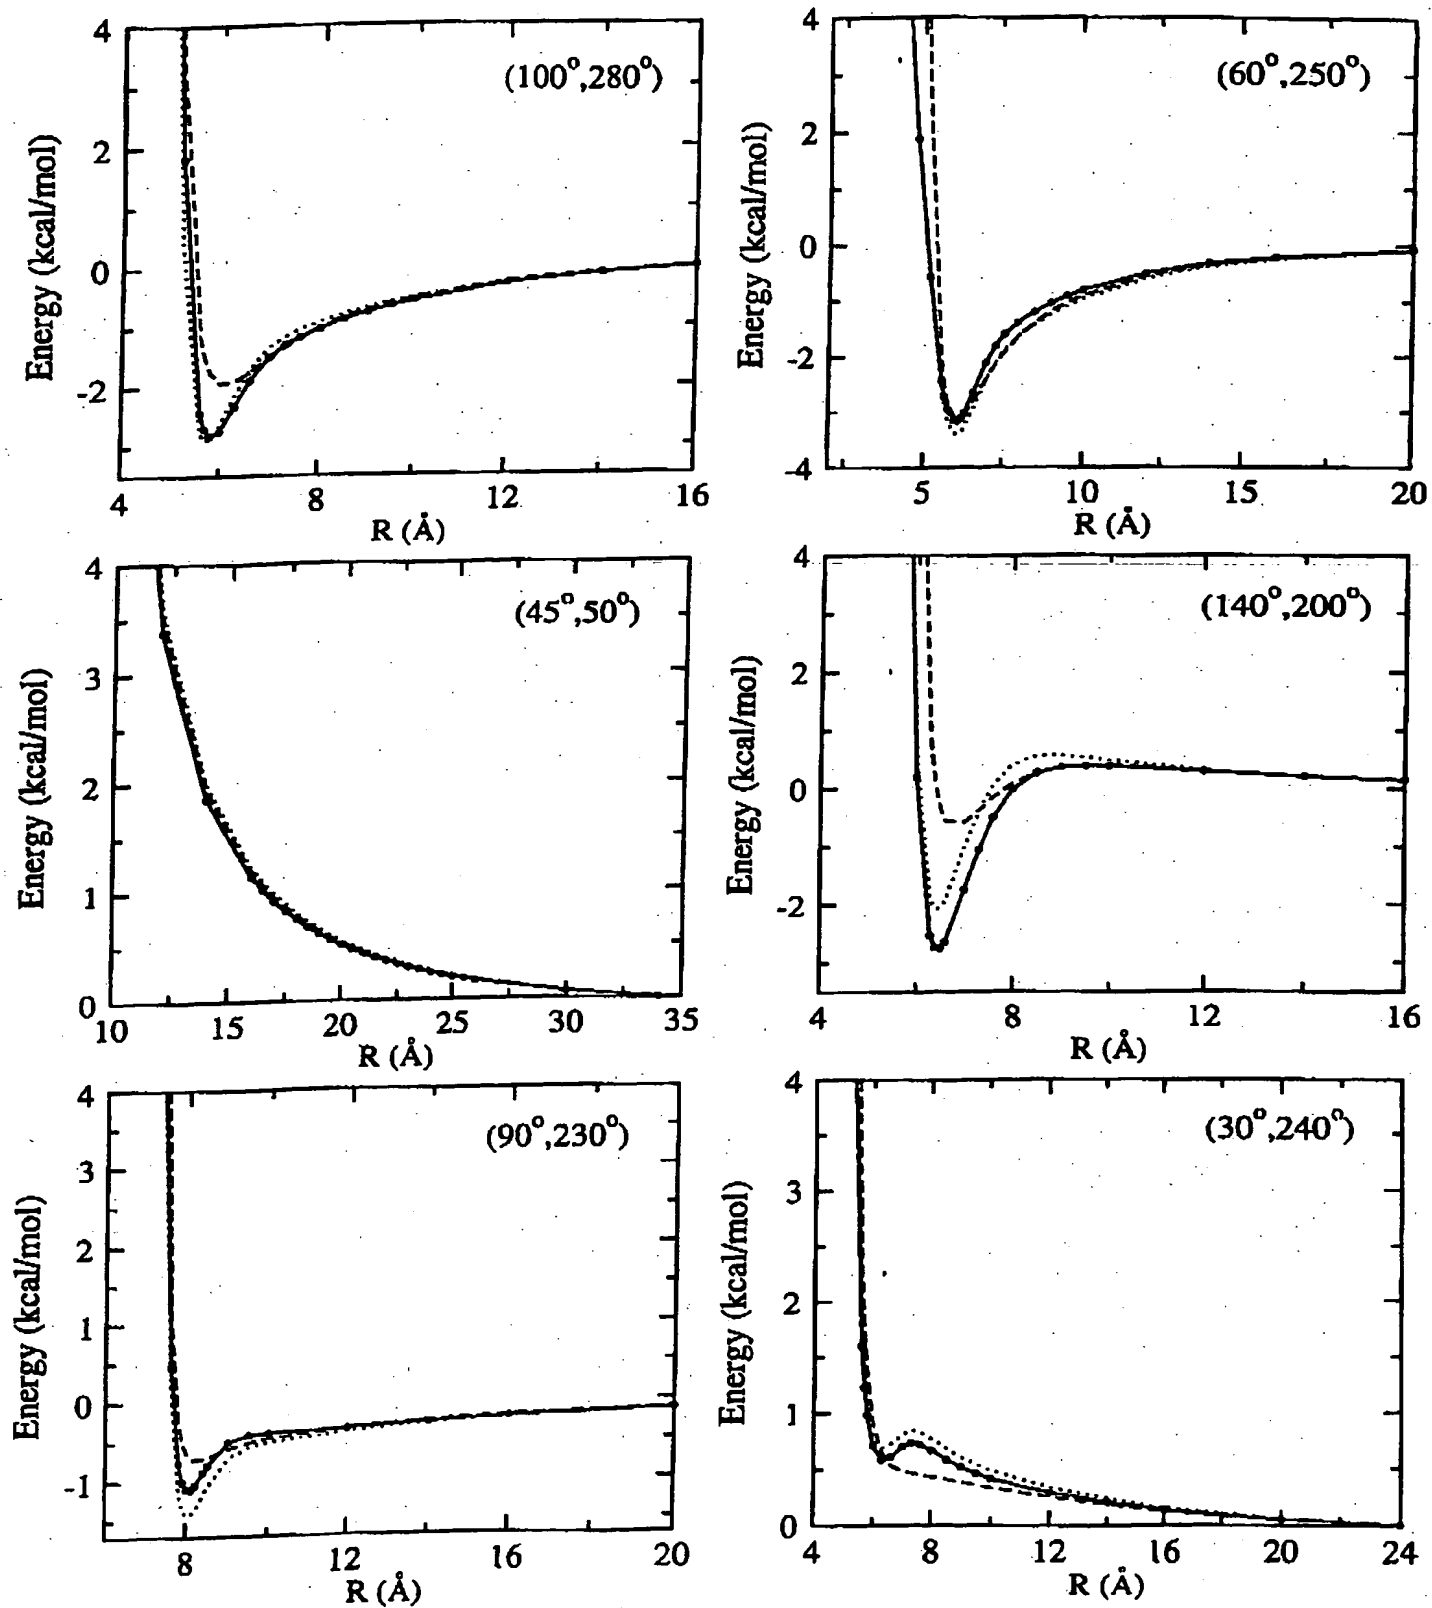 (100°,280°)
Energy (kcal/mol)
4
2
0
-2
4 8 12 16
R (Å)
(60°,250°)
Energy (kcal/mol)
4
2
0
-2
-4
5 10 15 20
R (Å)
(45°,50°)
Energy (kcal/mol)
4
3
2
1
0
10 15 20 25 30 35
R (Å)
(140°,200°)
Energy (kcal/mol)
4
2
0
-2
4 8 12 16
R (Å)
(90°,230°)
Energy (kcal/mol)
4
3
2
1
0
-1
8 12 16 20
R (Å)
(30°,240°)
Energy (kcal/mol)
4
3
2
1
0
4 8 12 16 20 24
R (Å)